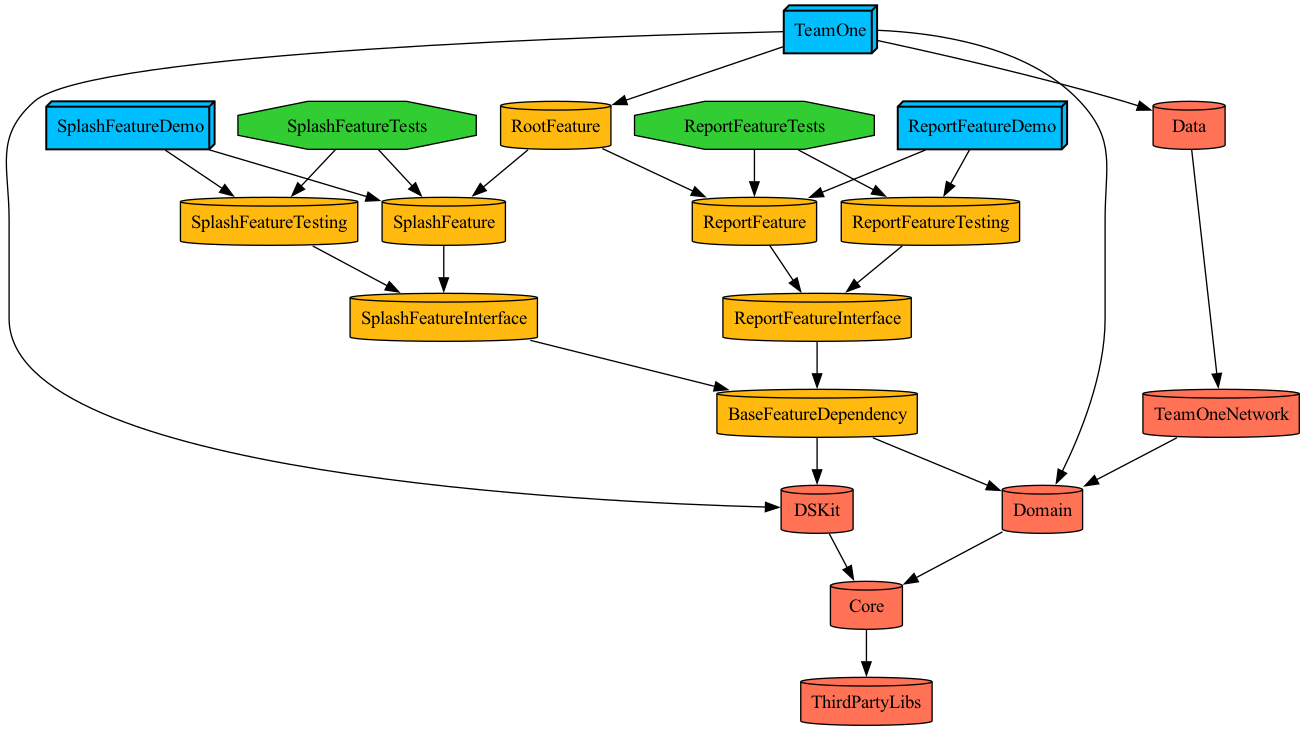 TeamOne
SplashFeatureDemo
SplashFeatureTests
RootFeature
ReportFeatureTests
ReportFeatureDemo
Data
SplashFeatureTesting
SplashFeature
ReportFeature
ReportFeatureTesting
SplashFeatureInterface
ReportFeatureInterface
BaseFeatureDependency
TeamOneNetwork
DSKit
Domain
Core
ThirdPartyLibs